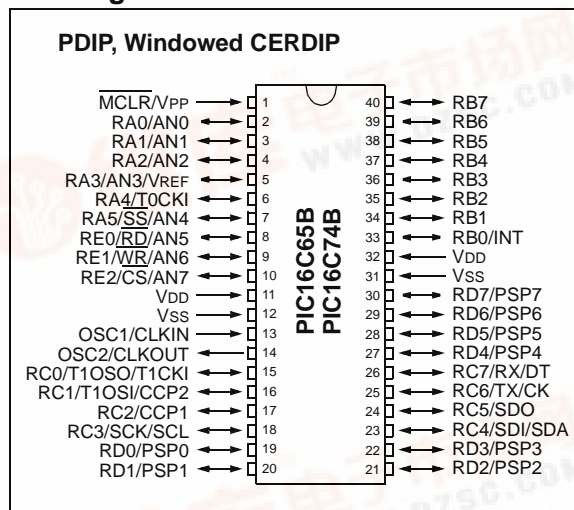 PDIP, Windowed CERDIP
MCLR/VPP 1 40 RB7
RA0/AN0 2 39 RB6
RA1/AN1 3 38 RB5
RA2/AN2 4 37 RB4
RA3/AN3/VREF 5 36 RB3
RA4/T0CKI 6 35 RB2
RA5/SS/AN4 7 34 RB1
RE0/RD/AN5 8 33 RB0/INT
RE1/WR/AN6 9 32 VDD
RE2/CS/AN7 10 31 VSS
VDD 11 30 RD7/PSP7
VSS 12 29 RD6/PSP6
OSC1/CLKIN 13 28 RD5/PSP5
OSC2/CLKOUT 14 27 RD4/PSP4
RC0/T1OSO/T1CKI 15 26 RC7/RX/DT
RC1/T1OSI/CCP2 16 25 RC6/TX/CK
RC2/CCP1 17 24 RC5/SDO
RC3/SCK/SCL 18 23 RC4/SDI/SDA
RD0/PSP0 19 22 RD3/PSP3
RD1/PSP1 20 21 RD2/PSP2
PIC16C65B
PIC16C74B